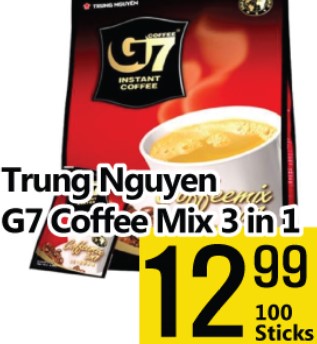 TRUNG NGUYEN
COFFEE
G7
INSTANT
COFFEE
Coffeemix
Trung Nguyen
G7 Coffee Mix 3 in 1
12 99
100
Sticks